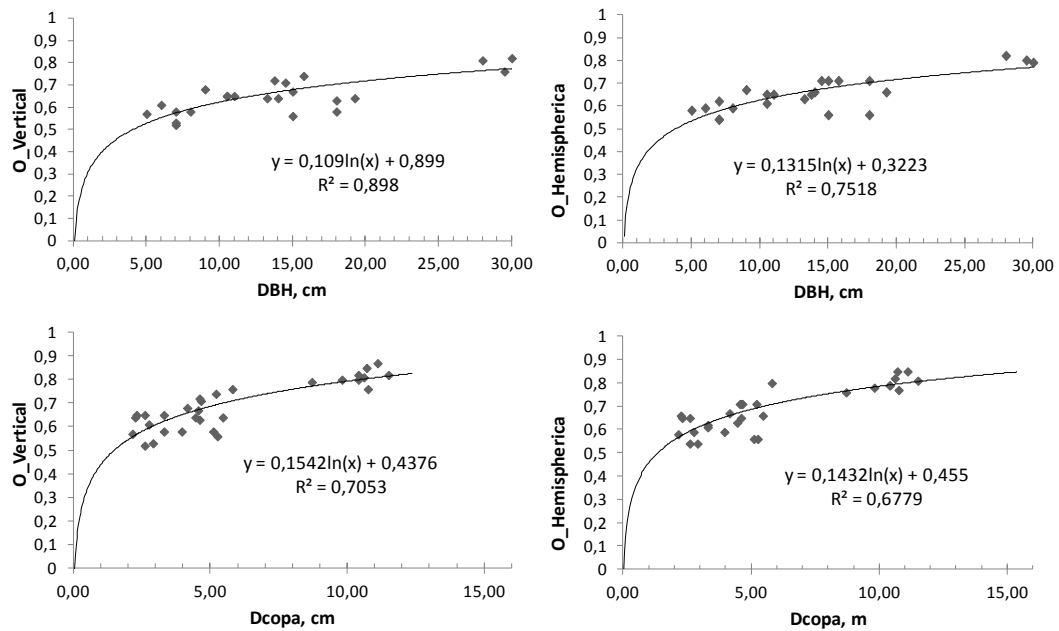 O_Vertical
1
0,9
0,8
0,7
0,6
0,5
0,4
0,3
0,2
0,1
0
y = 0,109ln(x) + 0,899
R² = 0,898
0,00 5,00 10,00 15,00 20,00 25,00 30,00
DBH, cm
O_Hemispherica
1
0,9
0,8
0,7
0,6
0,5
0,4
0,3
0,2
0,1
0
y = 0,1315ln(x) + 0,3223
R² = 0,7518
0,00 5,00 10,00 15,00 20,00 25,00 30,00
DBH, cm
O_Vertical
1
0,9
0,8
0,7
0,6
0,5
0,4
0,3
0,2
0,1
0
y = 0,1542ln(x) + 0,4376
R² = 0,7053
0,00 5,00 10,00 15,00
Dcopa, cm
O_Hemispherica
1
0,9
0,8
0,7
0,6
0,5
0,4
0,3
0,2
0,1
0
y = 0,1432ln(x) + 0,455
R² = 0,6779
0,00 5,00 10,00 15,00
Dcopa, m